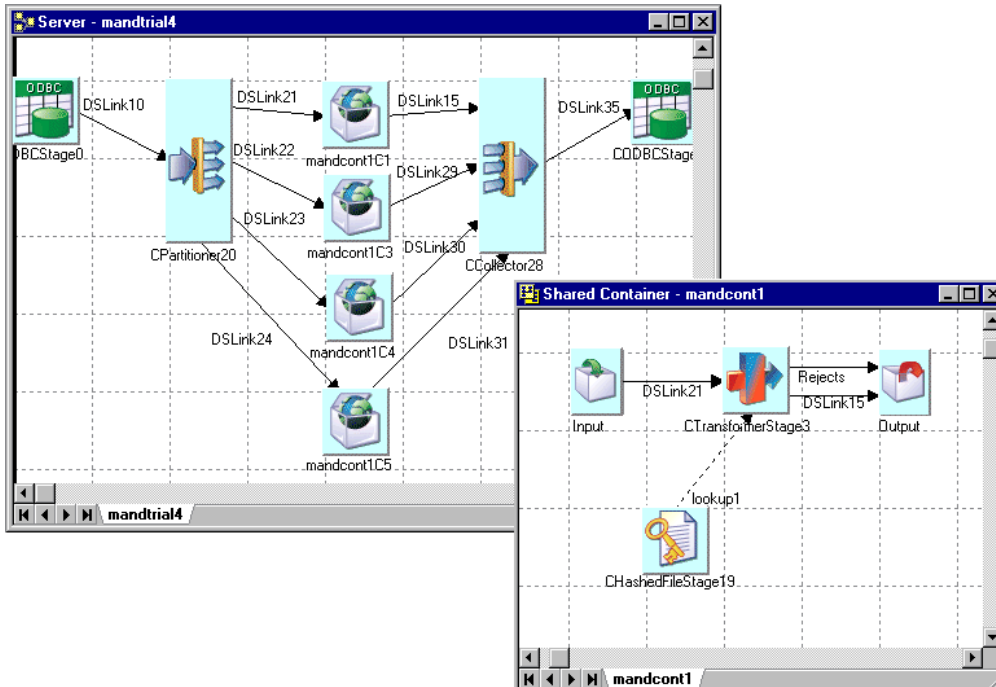 Server - mandtrial4
ODBC
DSLink10
DBCStage0
CPartitioner20
DSLink21
DSLink22
DSLink23
DSLink24
mandcont1C1
mandcont1C3
mandcont1C4
mandcont1C5
DSLink15
DSLink29
DSLink30
DSLink31
CCollector28
DSLink35
ODBC
CODBCStage
mandtrial4
Shared Container - mandcont1
Input
DSLink21
CTransformerStage3
Rejects
DSLink15
Output
lookup1
CHashedFileStage19
mandcont1